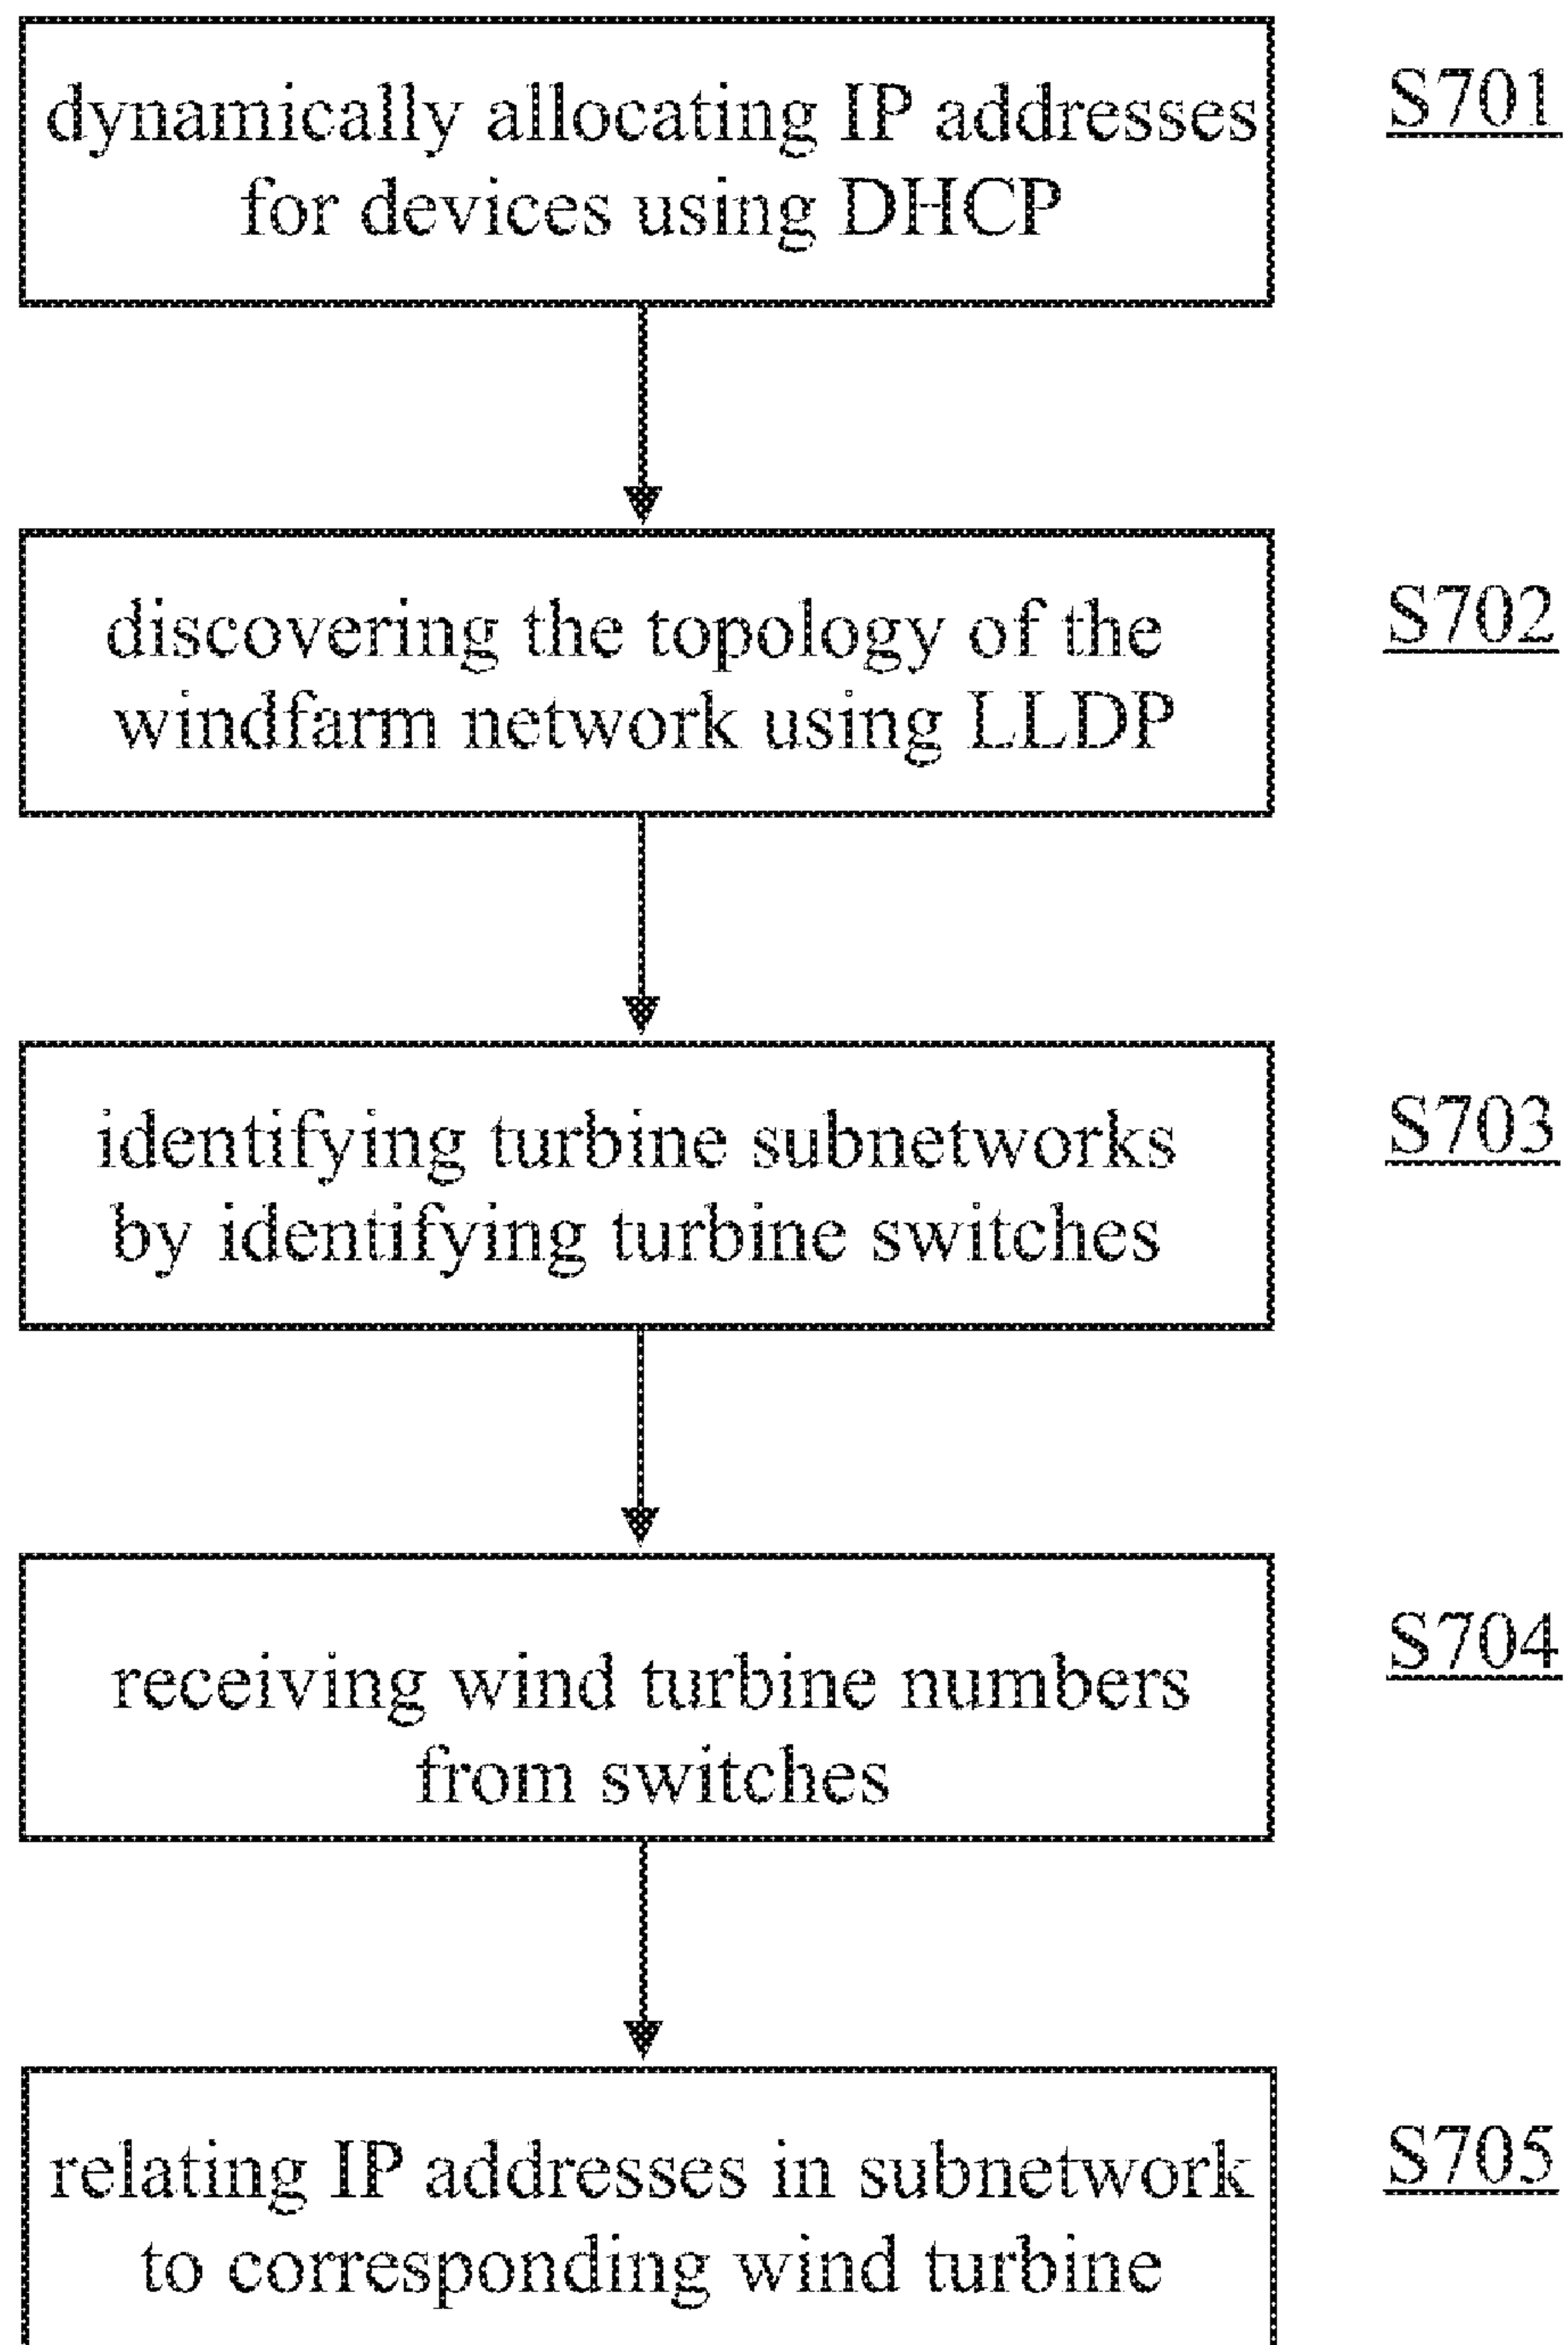 dynamically allocating IP addresses
for devices using DHCP
S701
discovering the topology of the
windfarm network using LLDP
S702
identifying turbine subnetworks
by identifying turbine switches
S703
receiving wind turbine numbers
from switches
S704
relating IP addresses in subnetwork
to corresponding wind turbine
S705